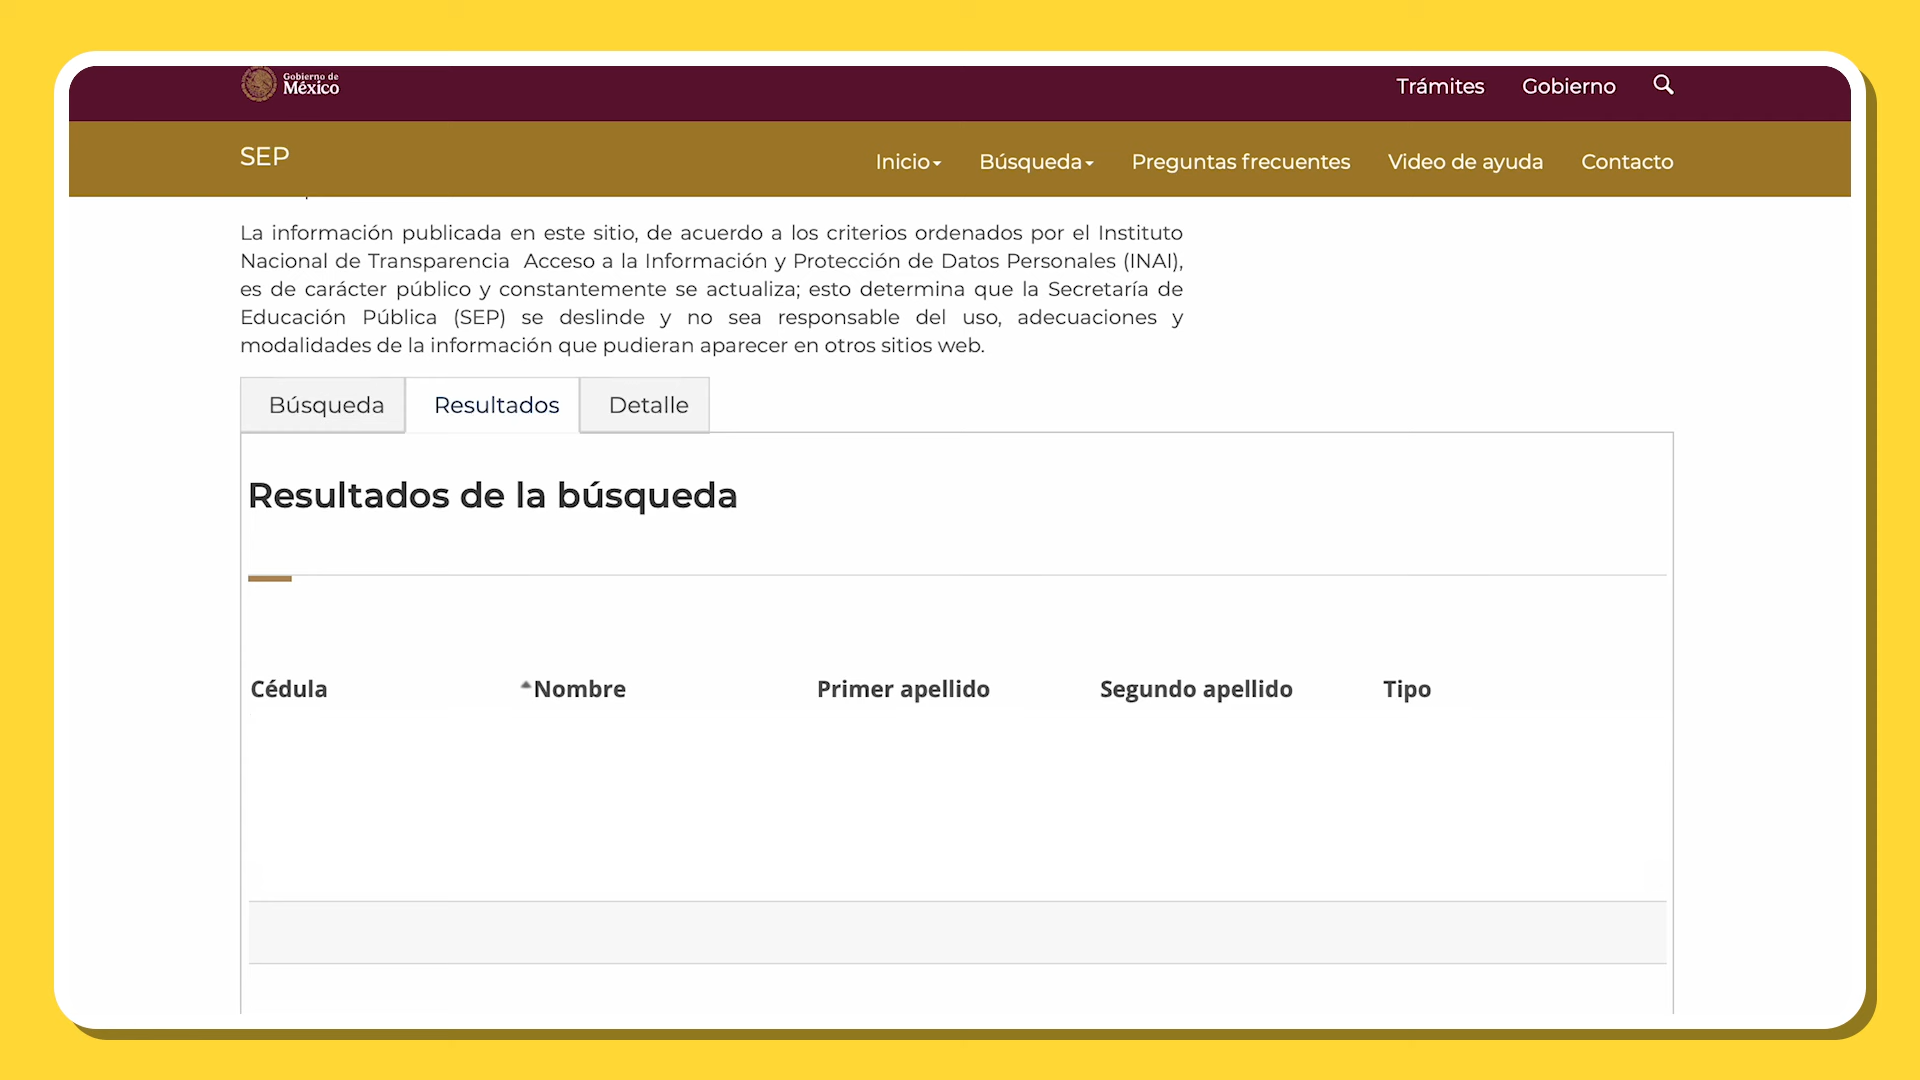 Gobierno de
México
Trámites Gobierno
SEP
Inicio Búsqueda Preguntas frecuentes Video de ayuda Contacto
La información publicada en este sitio, de acuerdo a los criterios ordenados por el Instituto
Nacional de Transparencia Acceso a la Información y Protección de Datos Personales (INAI),
es de carácter público y constantemente se actualiza; esto determina que la Secretaría de
Educación Pública (SEP) se deslinde y no sea responsable del uso, adecuaciones y
modalidades de la información que pudieran aparecer en otros sitios web.
Búsqueda Resultados Detalle
Resultados de la búsqueda
Cédula Nombre Primer apellido Segundo apellido Tipo